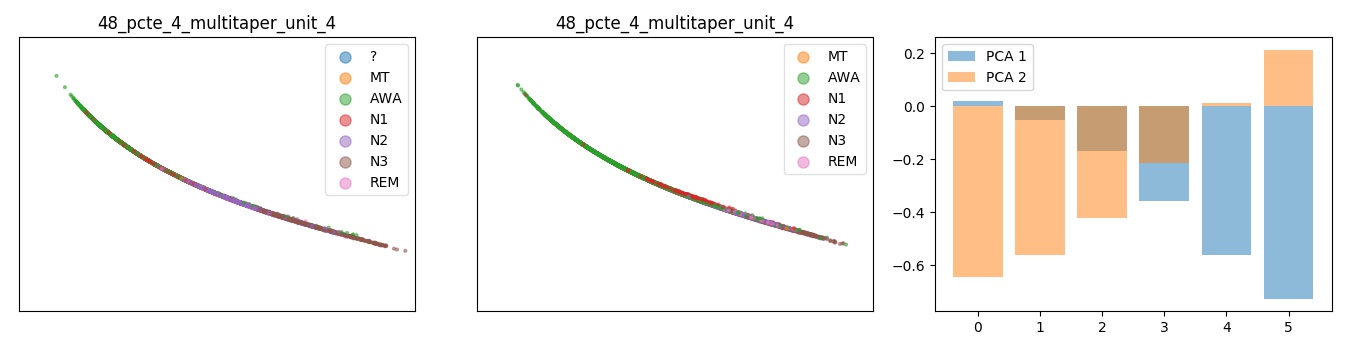 48_pcte_4_multitaper_unit_4
?
MT
AWA
N1
N2
N3
REM
48_pcte_4_multitaper_unit_4
MT
AWA
N1
N2
N3
REM
PCA 1
PCA 2
0.2
0.0
−0.2
−0.4
−0.6
0 1 2 3 4 5